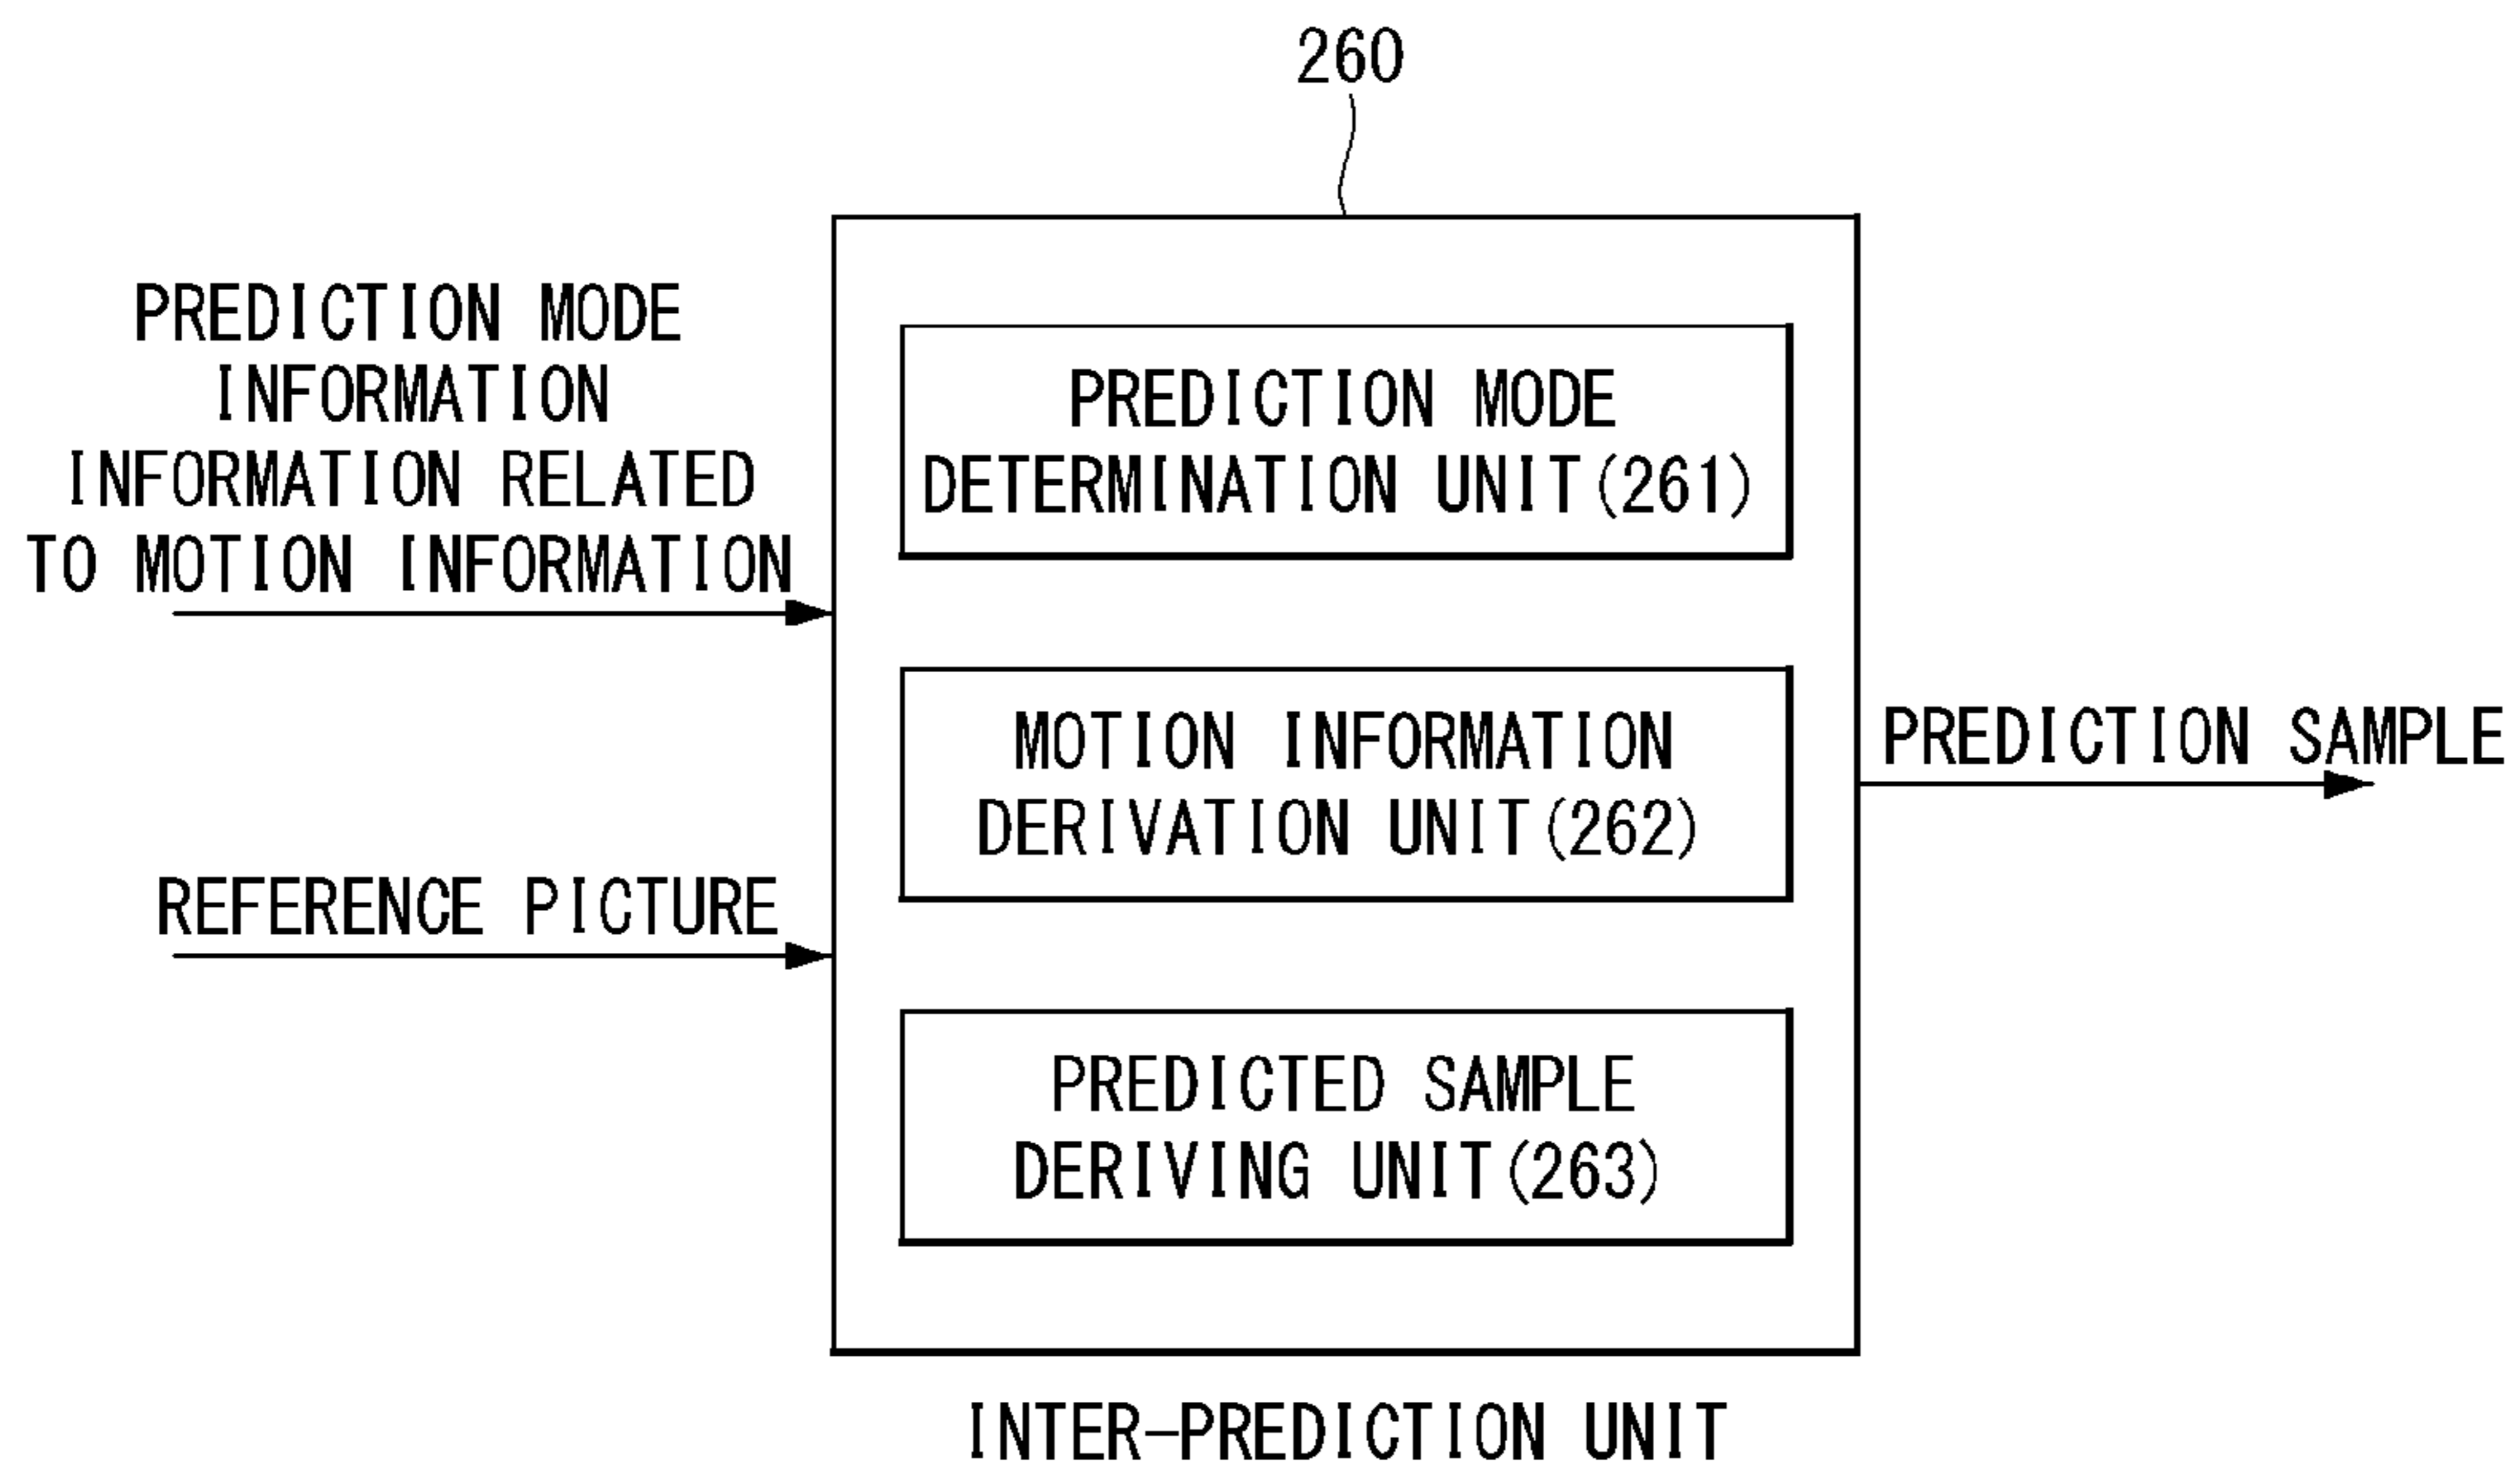 260
PREDICTION MODE
INFORMATION
INFORMATION RELATED
TO MOTION INFORMATION
REFERENCE PICTURE
PREDICTION MODE
DETERMINATION UNIT(261)
MOTION INFORMATION
DERIVATION UNIT(262)
PREDICTED SAMPLE
DERIVING UNIT(263)
PREDICTION SAMPLE
INTER-PREDICTION UNIT